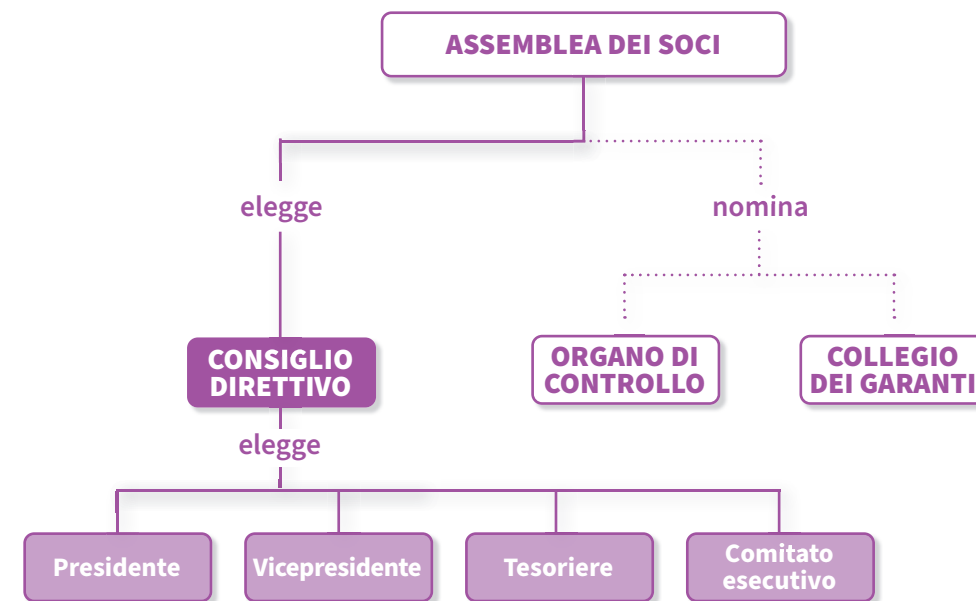 ASSEMBLEA DEI SOCI
elegge
nomina
CONSIGLIO
DIRETTIVO
ORGANO DI
CONTROLLO
COLLEGIO
DEI GARANTI
elegge
Presidente
Vicepresidente
Tesoriere
Comitato
esecutivo